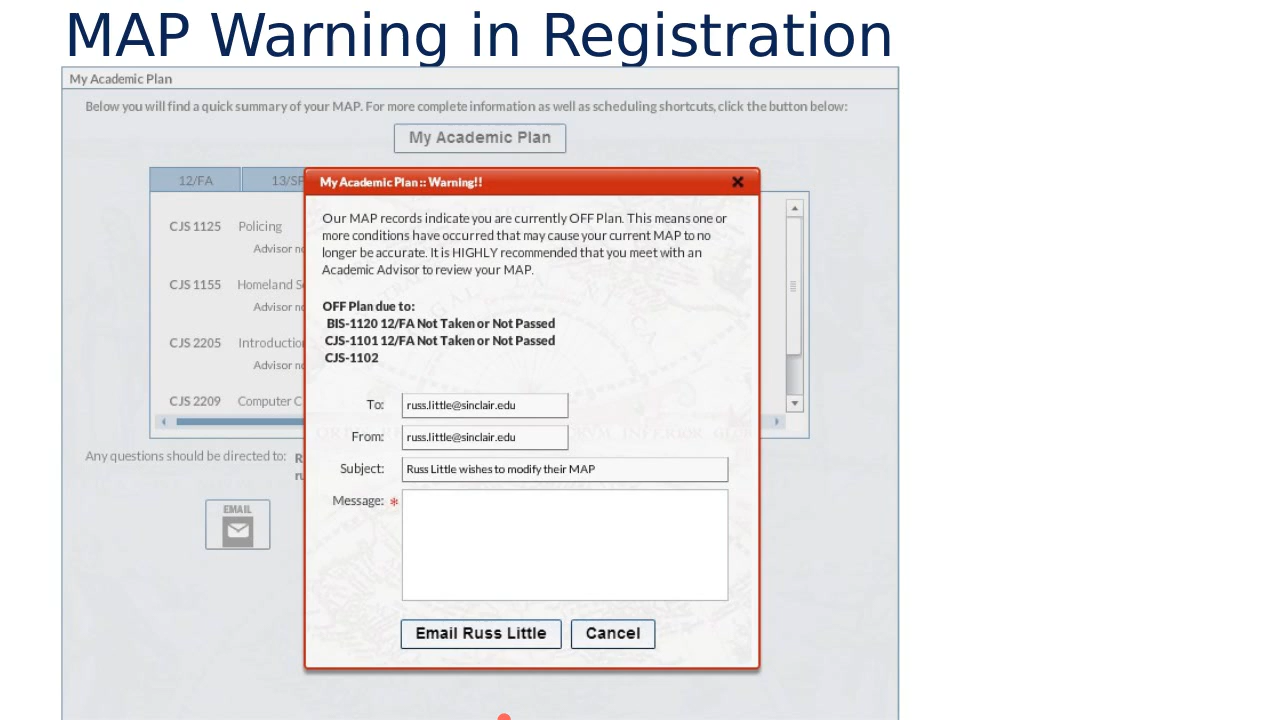 MAP Warning in Registration
My Academic Plan
Below you will find a quick summary of your MAP. For more complete information as well as scheduling shortcuts, click the button below:
My Academic Plan
12/FA 13/SP
My Academic Plan :: Warning!!
Our MAP records indicate you are currently OFF Plan. This means one or
more conditions have occurred that may cause your current MAP to no
longer be accurate. It is HIGHLY recommended that you meet with an
Academic Advisor to review your MAP.
OFF Plan due to:
BIS-1120 12/FA Not Taken or Not Passed
CJS-1101 12/FA Not Taken or Not Passed
CJS-1102
To: russ.little@sinclair.edu
From: russ.little@sinclair.edu
Subject: Russ Little wishes to modify their MAP
Message: *
Email Russ Little Cancel
CJS 1125 Policing
Advisor
CJS 1155 Homeland
Advisor
CJS 2205
Advisor
CJS 2209 Computer
Any questions should be directed to:
EMAIL